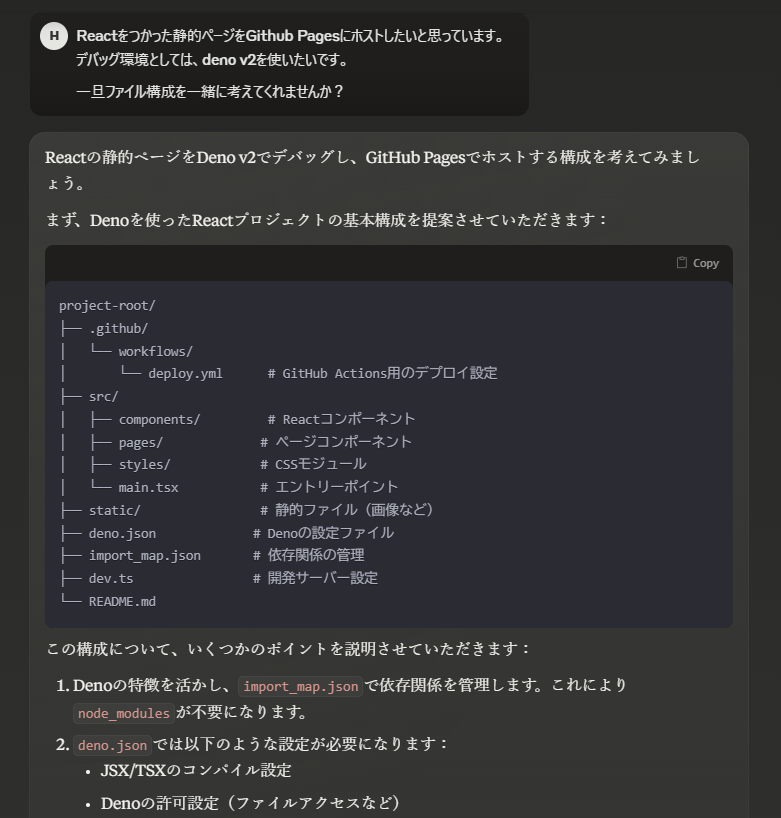 H
Reactをつかった静的ページをGithub Pagesにホストしたいと思っています。
デバッグ環境としては、deno v2を使いたいです。
一旦ファイル構成を一緒に考えてくれませんか？
Reactの静的ページをDeno v2でデバッグし、GitHub Pagesでホストする構成を考えてみまし
ょう。
まず、Denoを使ったReactプロジェクトの基本構成を提案させていただきます：
Copy
project-root/
├── .github/
│   └── workflows/
│       └── deploy.yml      # GitHub Actions用のデプロイ設定
├── src/
│   ├── components/         # Reactコンポーネント
│   ├── pages/             # ページコンポーネント
│   ├── styles/            # CSSモジュール
│   └── main.tsx           # エントリーポイント
├── static/                # 静的ファイル（画像など）
├── deno.json             # Denoの設定ファイル
├── import_map.json       # 依存関係の管理
├── dev.ts                # 開発サーバー設定
└── README.md
この構成について、いくつかのポイントを説明させていただきます：
1. Denoの特徴を活かし、import_map.jsonで依存関係を管理します。これにより
node_modulesが不要になります。
2. deno.jsonでは以下のような設定が必要になります：
• JSX/TSXのコンパイル設定
• Denoの許可設定（ファイルアクセスなど）